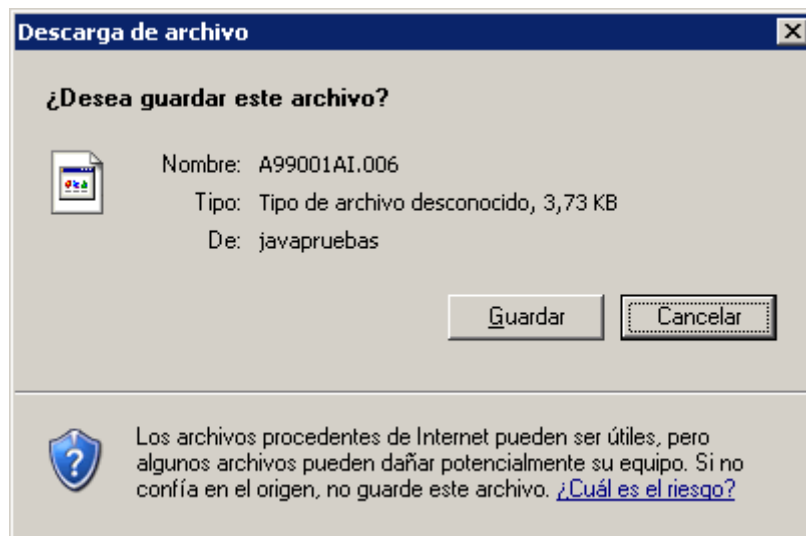 Descarga de archivo
¿Desea guardar este archivo?
Nombre: A99001AI.006
Tipo: Tipo de archivo desconocido, 3,73 KB
De: javapruebas
Guardar Cancelar
Los archivos procedentes de Internet pueden ser útiles, pero
algunos archivos pueden dañar potencialmente su equipo. Si no
confía en el origen, no guarde este archivo. ¿Cuál es el riesgo?